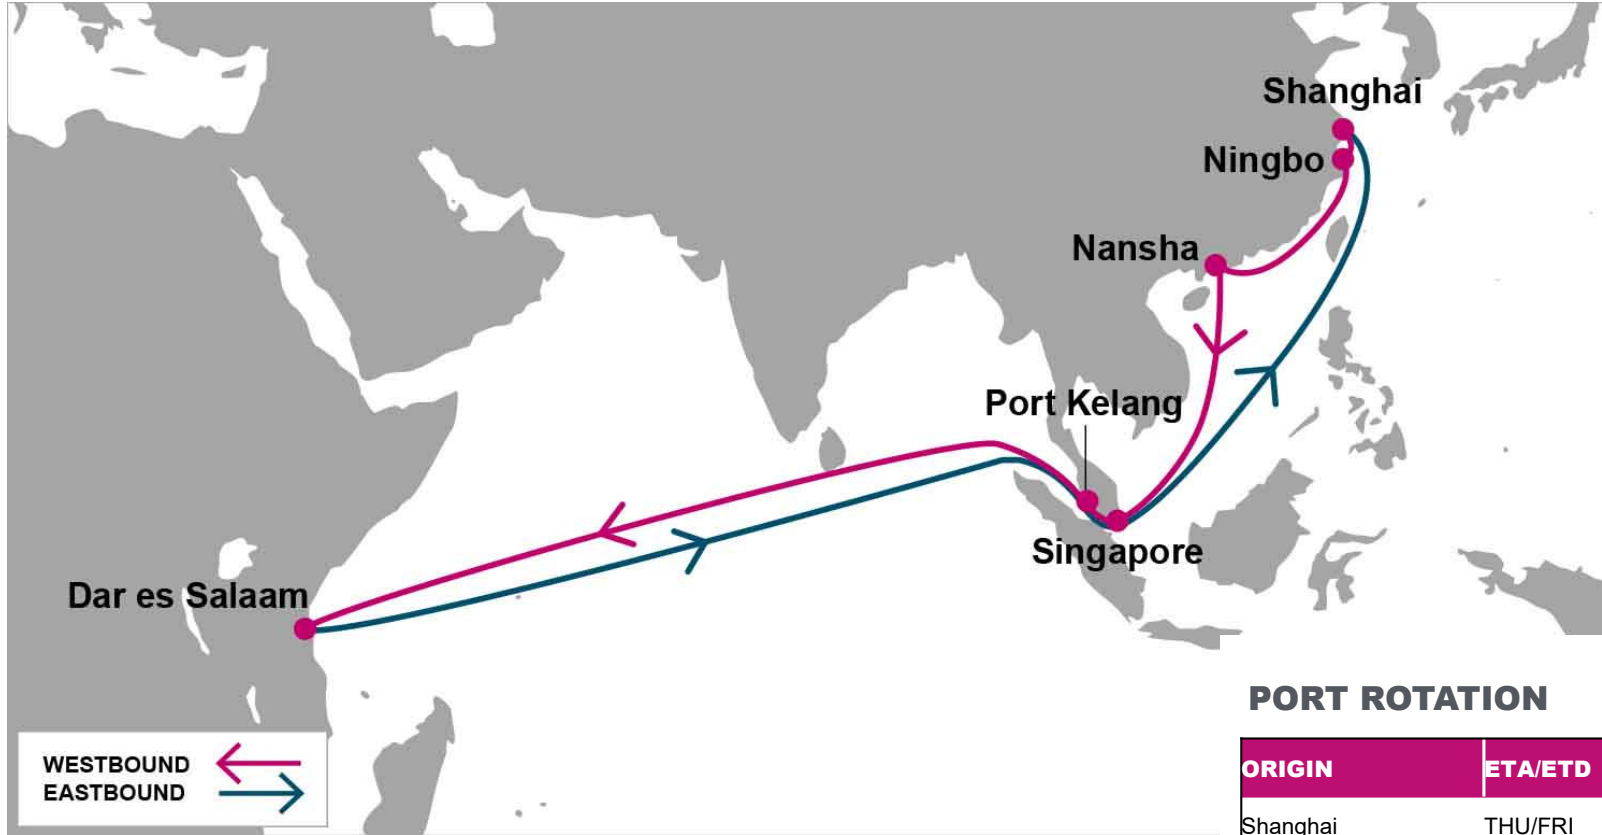 Shanghai
Ningbo
Nansha
Port Kelang
Singapore
Dar es Salaam
WESTBOUND
EASTBOUND
PORT ROTATION
ORIGIN ETA/ETD
Shanghai THU/FRI